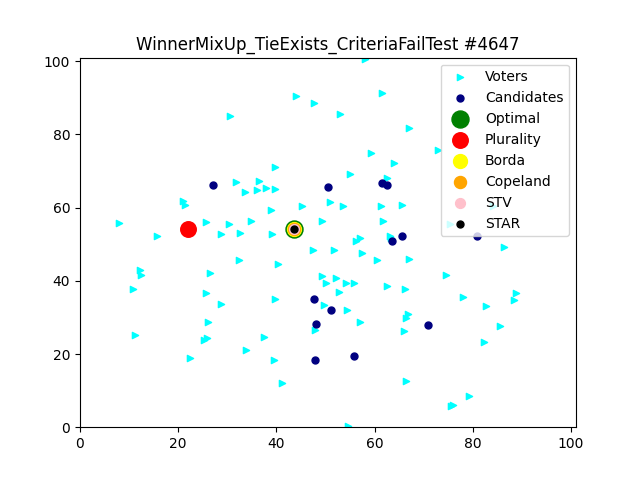 WinnerMixUp_TieExists_CriteriaFailTest #4647
100
80
60
40
20
0
0 20 40 60 80 100
Voters
Candidates
Optimal
Plurality
Borda
Copeland
STV
STAR